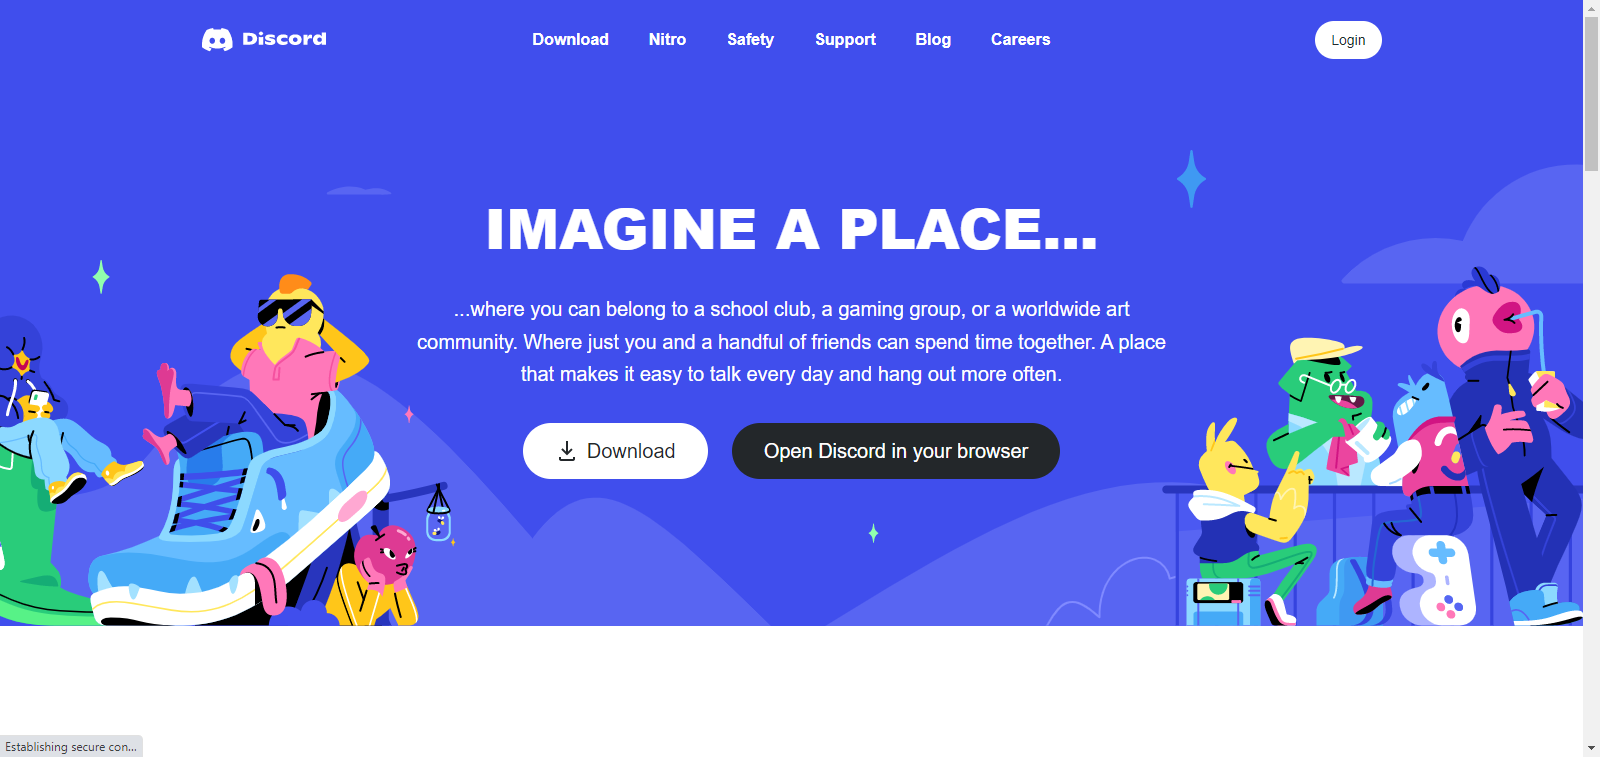 Discord
Download Nitro Safety Support Blog Careers
Login
IMAGINE A PLACE...
...where you can belong to a school club, a gaming group, or a worldwide art
community. Where just you and a handful of friends can spend time together. A place
that makes it easy to talk every day and hang out more often.
Download
Open Discord in your browser
Establishing secure con...